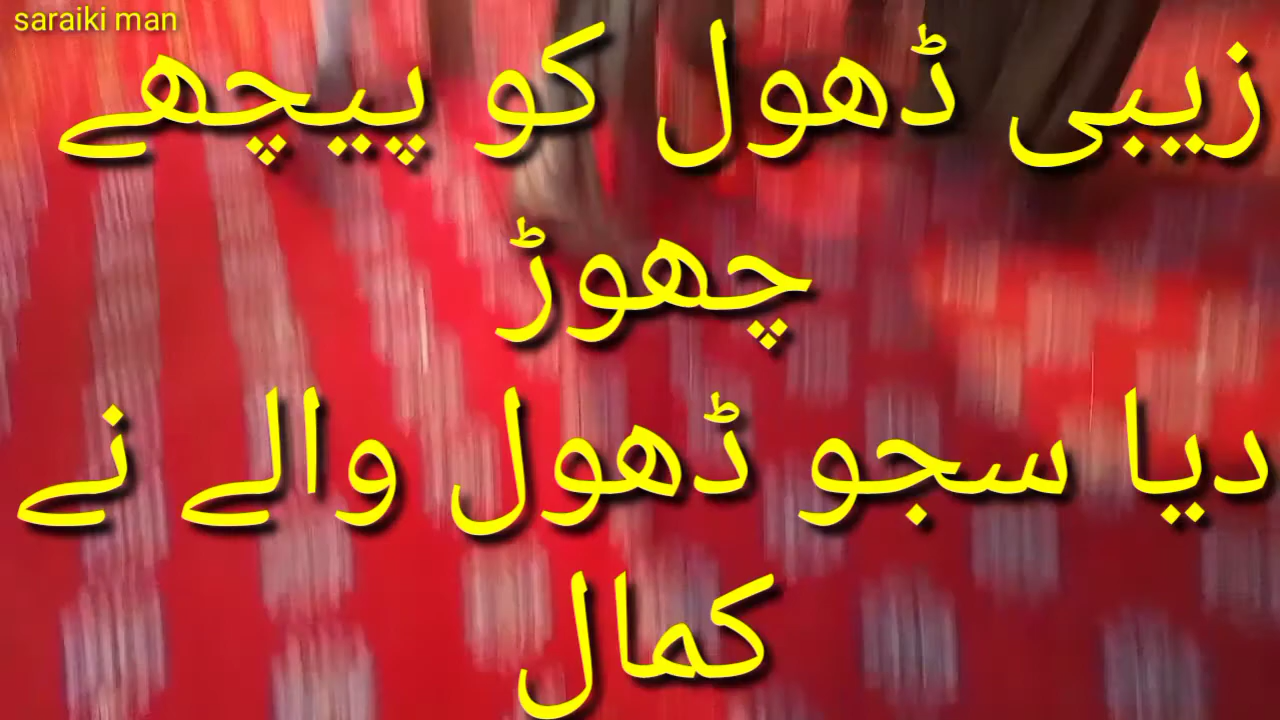 saraiki man
زیبی ڈھول کو پیچھے
چھوڑ
دیا سجو ڈھول والے نے
کمال